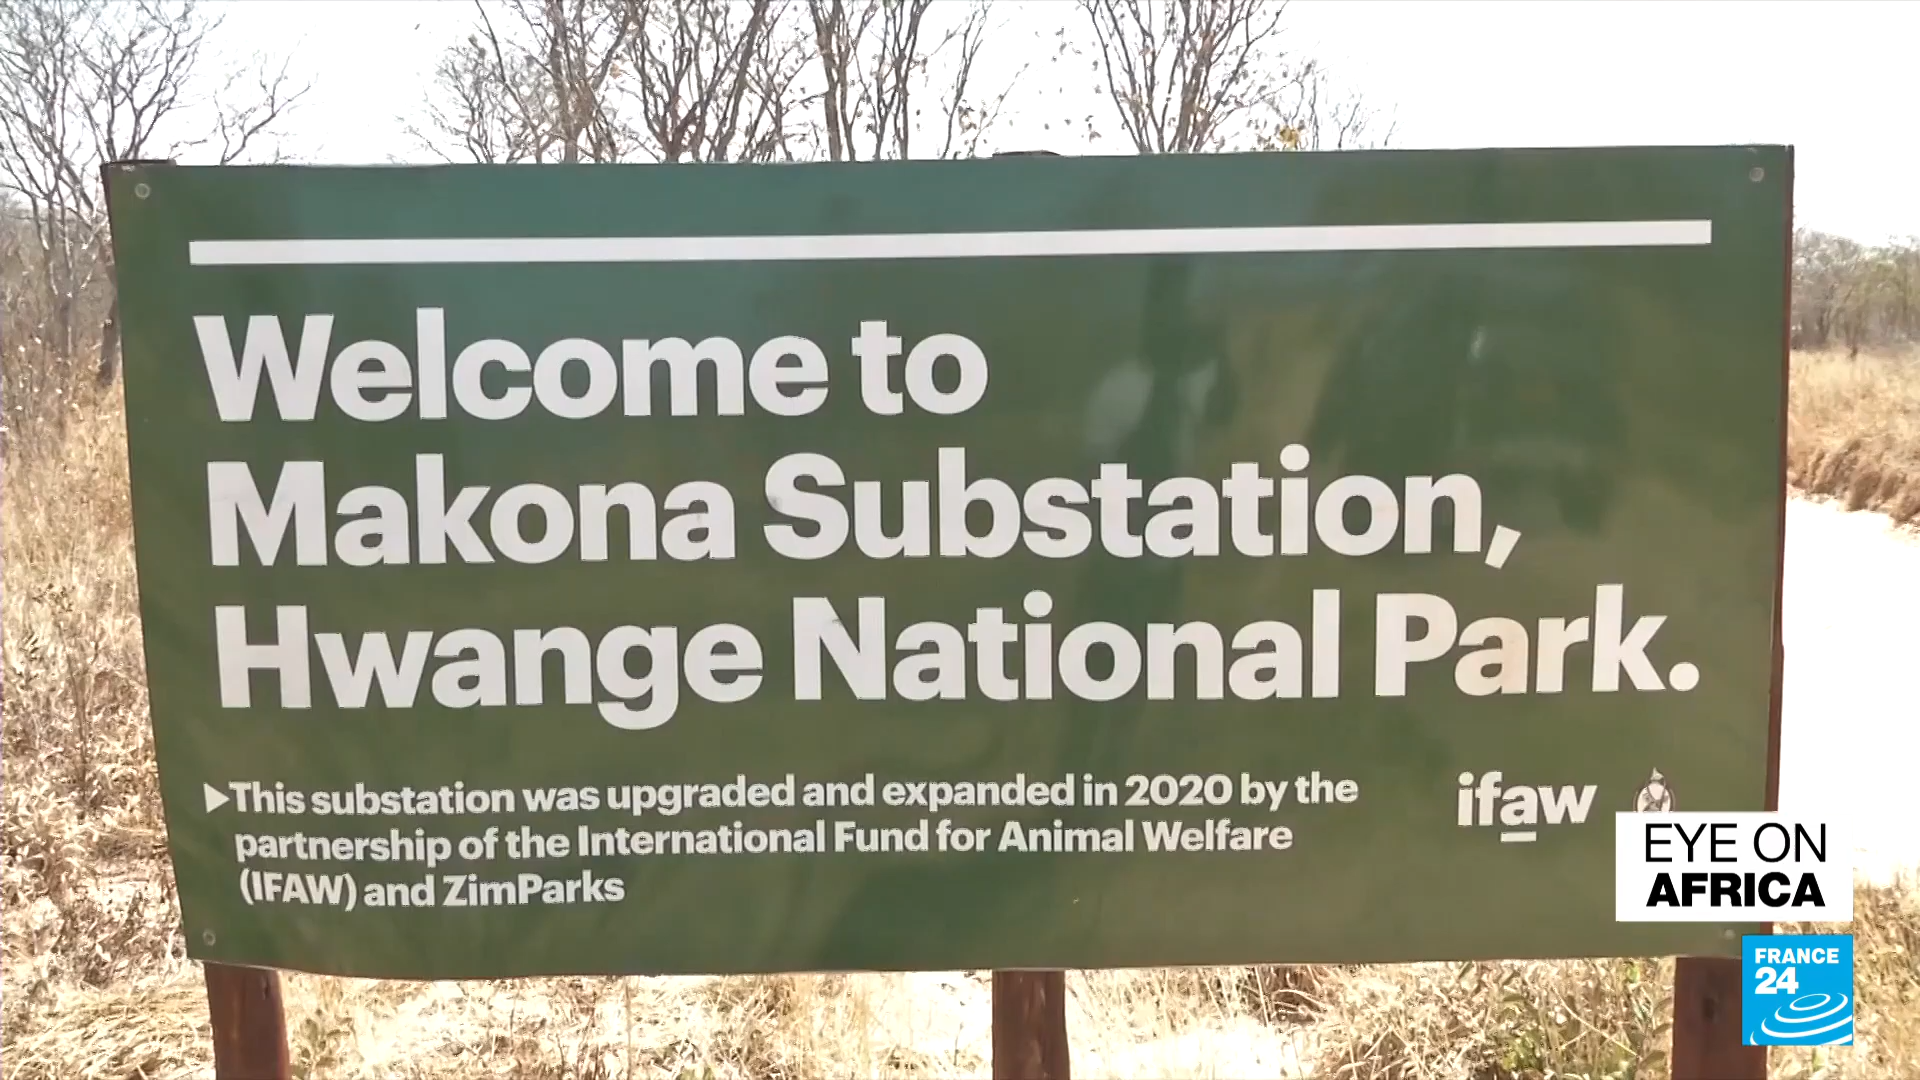 Welcome to
Makona Substation,
Hwange National Park.
▶This substation was upgraded and expanded in 2020 by the
partnership of the International Fund for Animal Welfare
(IFAW) and ZimParks
ifaw
EYE ON
AFRICA
FRANCE
24